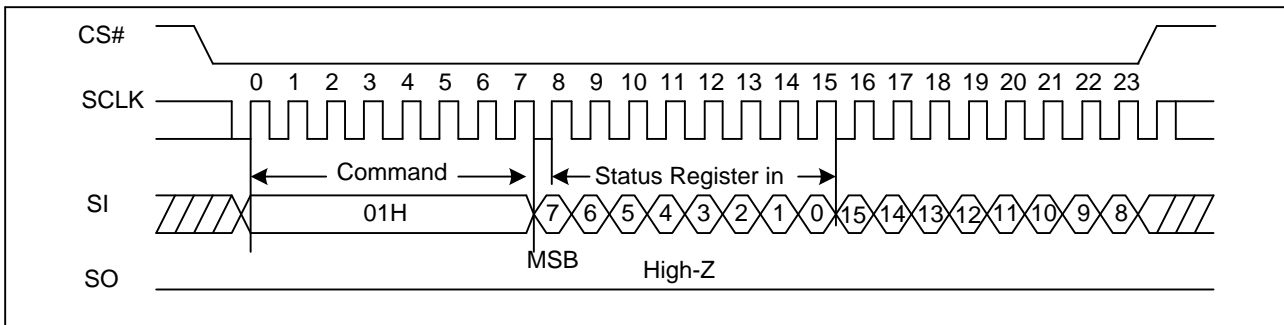 CS#
0 1 2 3 4 5 6 7 8 9 10 11 12 13 14 15 16 17 18 19 20 21 22 23
SCLK
Command Status Register in
SI 01H 7 6 5 4 3 2 1 0 15 14 13 12 11 10 9 8
MSB
SO High-Z